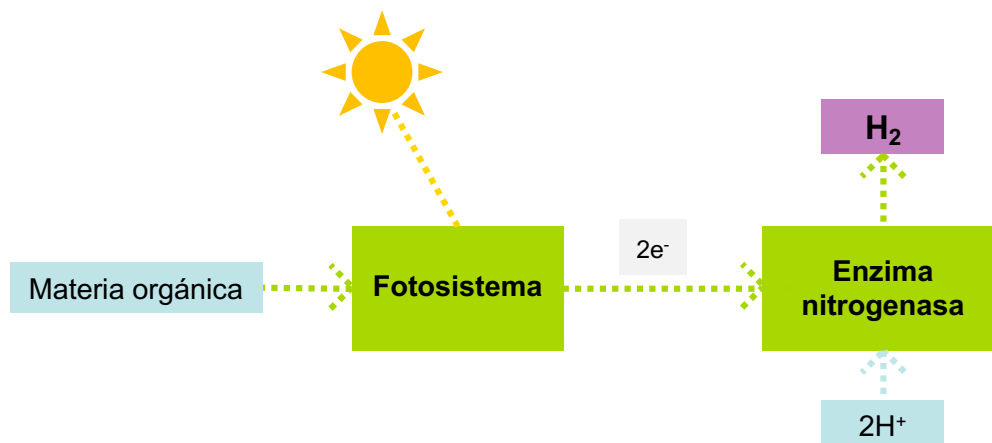 H₂
2e⁻
Materia orgánica
Fotosistema
Enzima
nitrogenasa
2H⁺